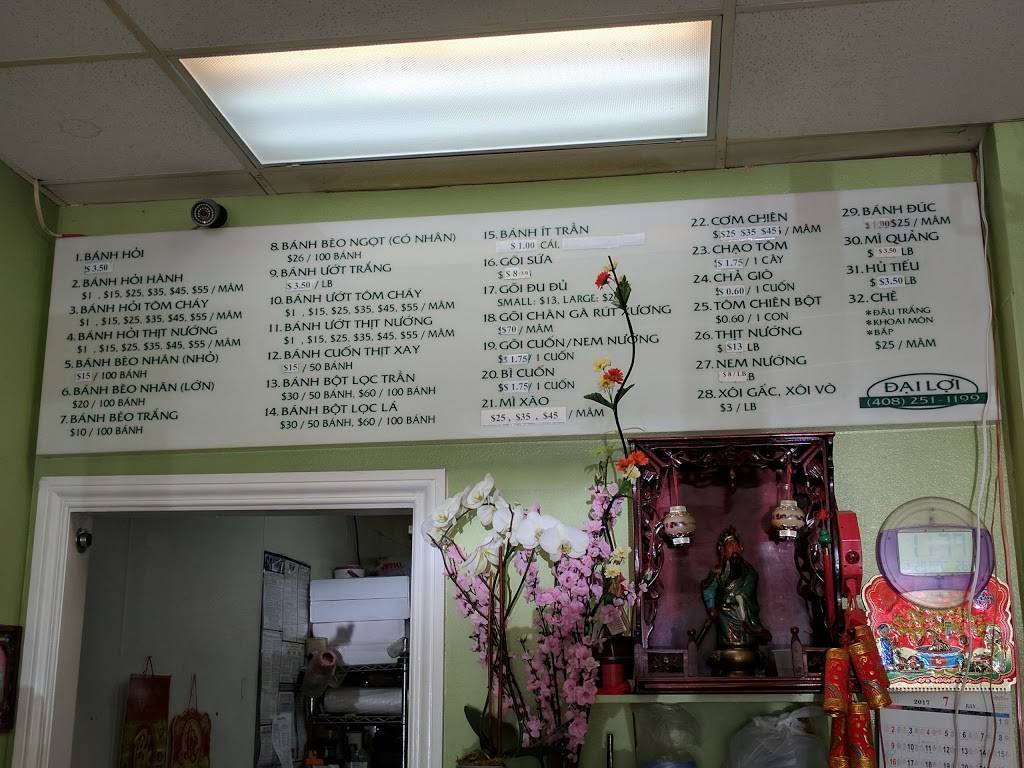 1. BÁNH HỎI
$3.50
2. BÁNH HỎI HÀNH
$1 , $15, $25, $35, $45, $55 / MÂM
3. BÁNH HỎI TÔM CHÁY
$1 , $15, $25, $35, $45, $55 / MÂM
4. BÁNH HỎI THỊT NƯỚNG
$1 , $15, $25, $35, $45, $55 / MÂM
5. BÁNH BÈO NHÂN (NHỎ)
$15 / 100 BÁNH
6. BÁNH BÈO NHÂN (LỚN)
$20 / 100 BÁNH
7. BÁNH BÈO TRẮNG
$10 / 100 BÁNH
8. BÁNH BÈO NGỌT (CÓ NHÂN)
$26 / 100 BÁNH
9. BÁNH ƯỚT TRẮNG
$3.50 / LB
10. BÁNH ƯỚT TÔM CHÁY
$1 , $15, $25, $35, $45, $55 / MÂM
11. BÁNH ƯỚT THỊT NƯỚNG
$1 , $15, $25, $35, $45, $55 / MÂM
12. BÁNH CUỐN THỊT XAY
$15 / 50 BÁNH
13. BÁNH BỘT LỌC TRẦN
$30 / 50 BÁNH, $60 / 100 BÁNH
14. BÁNH BỘT LỌC LÁ
$30 / 50 BÁNH, $60 / 100 BÁNH
15. BÁNH ÍT TRẦN
$1.00 CÁI,
16. GỎI SỨA
17. GỎI ĐU ĐỦ
SMALL: $13, LARGE:
18. GỎI CHÂN GÀ RÚT XƯƠNG
$70 / MÂM
19. GỎI CUỐN/NEM NƯỚNG
$1.75 / 1 CUỐN
20. BÌ CUỐN
$1.75 / 1 CUỐN
21. MÌ XÀO
$25, $35, $45 / MÂM
22. CƠM CHIÊN
$25 $35 $45 / MÂM
23. CHẠO TÔM
$1.75 / 1 CÂY
24. CHẢ GIÒ
$0.60 / 1 CUỐN
25. TÔM CHIÊN BỘT
$0.60 / 1 CON
26. THỊT NƯỚNG
$13 LB
27. NEM NƯỚNG
$8/LB
28. XÔI GẤC, XÔI VÒ
$3 / LB
29. BÁNH ĐÚC
$25 / MÂM
30. MÌ QUẢNG
$3.50 LB
31. HỦ TIẾU
$3.50 LB
32. CHÈ
* ĐẬU TRẮNG
* KHOAI MÔN
* BẮP
$25 / MÂM
ĐẠI LỢI
(408) 251-1199
2017 7 JULY